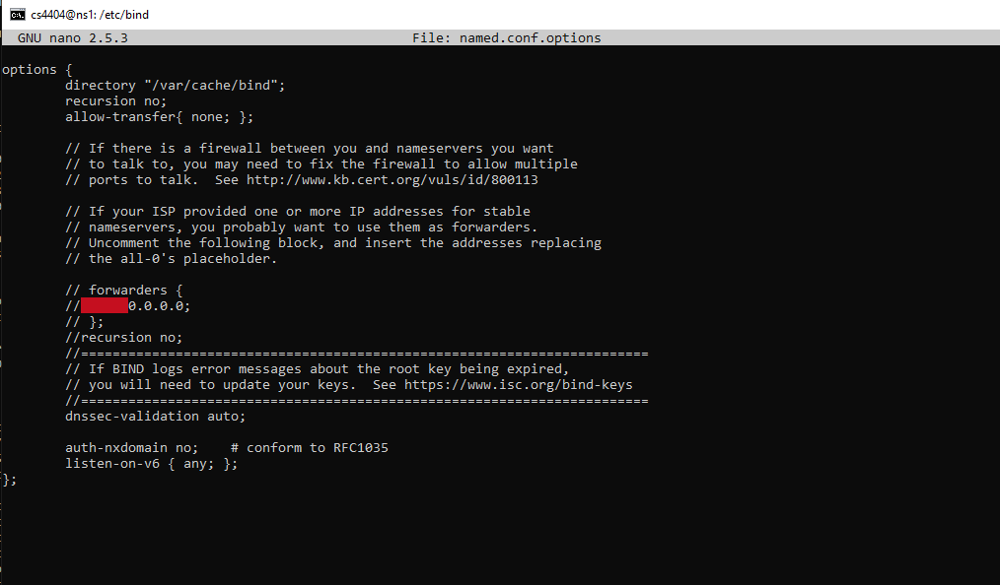 cs4404@ns1: /etc/bind
GNU nano 2.5.3 File: named.conf.options
options {
directory "/var/cache/bind";
recursion no;
allow-transfer{ none; };
// If there is a firewall between you and nameservers you want
// to talk to, you may need to fix the firewall to allow multiple
// ports to talk.  See http://www.kb.cert.org/vuls/id/800113
// If your ISP provided one or more IP addresses for stable
// nameservers, you probably want to use them as forwarders.
// Uncomment the following block, and insert the addresses replacing
// the all-0's placeholder.
// forwarders {
// 0.0.0.0;
// };
//recursion no;
//========================================================================
// If BIND logs error messages about the root key being expired,
// you will need to update your keys.  See https://www.isc.org/bind-keys
//========================================================================
dnssec-validation auto;
auth-nxdomain no;    # conform to RFC1035
listen-on-v6 { any; };
};